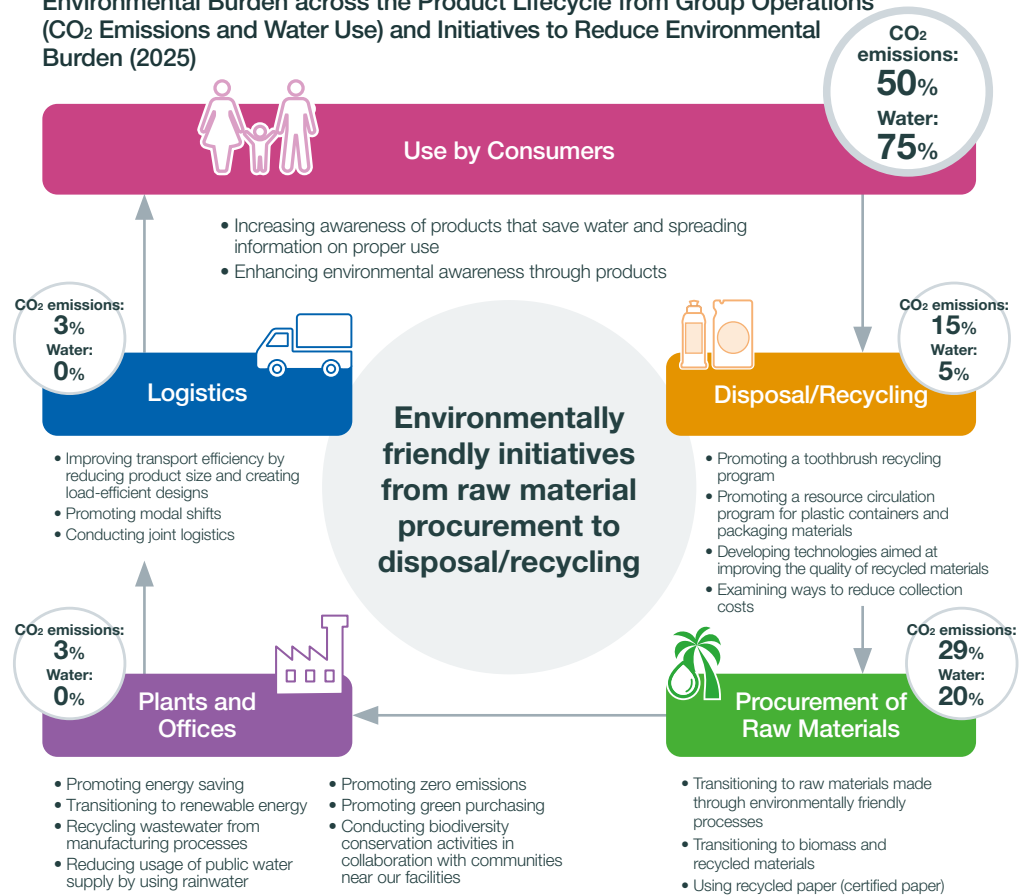 Environmental Burden across the Product Lifecycle from Group Operations
(CO₂ Emissions and Water Use) and Initiatives to Reduce Environmental
Burden (2025)
CO₂
emissions:
50%
Water:
75%
Use by Consumers
• Increasing awareness of products that save water and spreading
information on proper use
• Enhancing environmental awareness through products
CO₂ emissions:
3%
Water:
0%
Logistics
• Improving transport efficiency by
reducing product size and creating
load-efficient designs
• Promoting modal shifts
• Conducting joint logistics
Environmentally
friendly initiatives
from raw material
procurement to
disposal/recycling
CO₂ emissions:
15%
Water:
5%
Disposal/Recycling
• Promoting a toothbrush recycling
program
• Promoting a resource circulation
program for plastic containers and
packaging materials
• Developing technologies aimed at
improving the quality of recycled materials
• Examining ways to reduce collection
costs
CO₂ emissions:
3%
Water:
0%
Plants and
Offices
• Promoting energy saving
• Transitioning to renewable energy
• Recycling wastewater from
manufacturing processes
• Reducing usage of public water
supply by using rainwater
• Promoting zero emissions
• Promoting green purchasing
• Conducting biodiversity
conservation activities in
collaboration with communities
near our facilities
CO₂ emissions:
29%
Water:
20%
Procurement of
Raw Materials
• Transitioning to raw materials made
through environmentally friendly
processes
• Transitioning to biomass and
recycled materials
• Using recycled paper (certified paper)